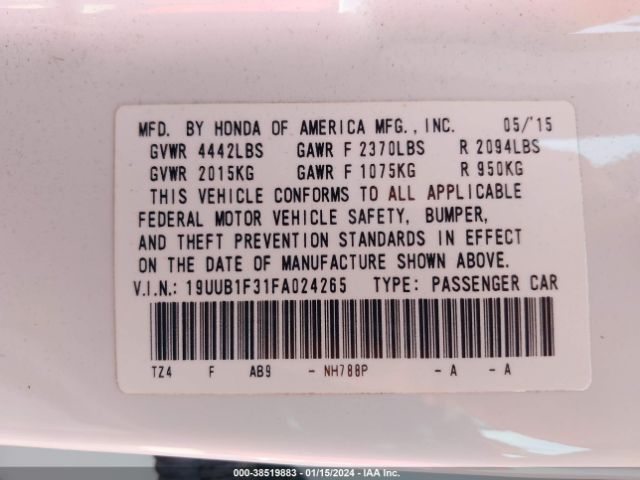 MFD. BY HONDA OF AMERICA MFG., INC. 05/'15
GVWR 4442LBS GAWR F 2370LBS R 2094LBS
GVWR 2015KG GAWR F 1075KG R 950KG
THIS VEHICLE CONFORMS TO ALL APPLICABLE
FEDERAL MOTOR VEHICLE SAFETY, BUMPER,
AND THEFT PREVENTION STANDARDS IN EFFECT
ON THE DATE OF MANUFACTURE SHOWN ABOVE.
V.I.N.: 19UUB1F31FA024265 TYPE: PASSENGER CAR
TZ4 F AB9 - NH788P - A - A
000-38519883 - 01/15/2024 - IAA Inc.